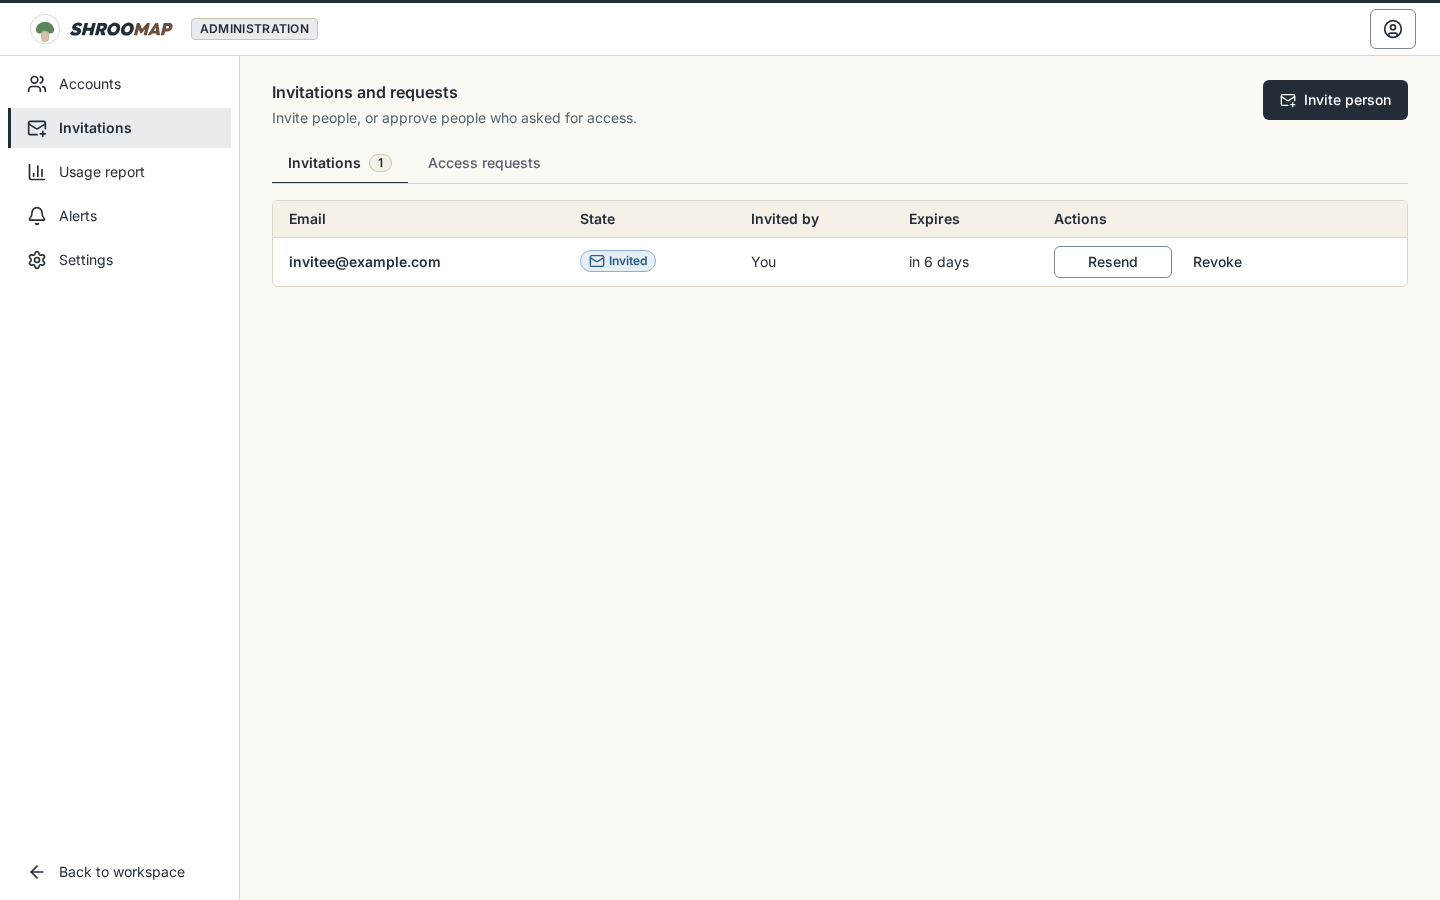 SHROOMAP
ADMINISTRATION
Accounts
Invitations
Usage report
Alerts
Settings
Back to workspace
Invitations and requests
Invite people, or approve people who asked for access.
Invite person
Invitations 1 Access requests
Email State Invited by Expires Actions
invitee@example.com Invited You in 6 days Resend Revoke